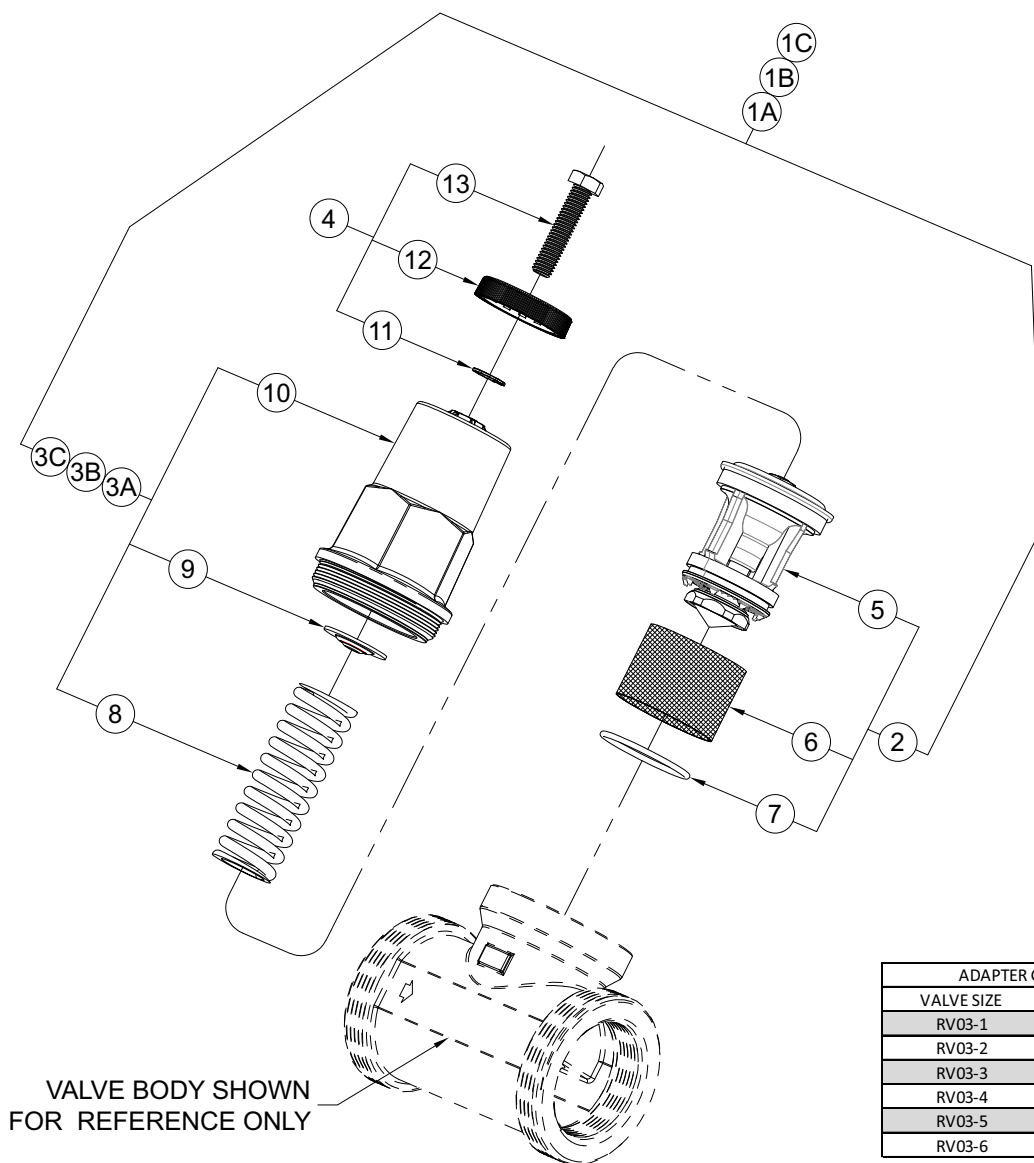 1C
1B
1A
13
4
12
11
10
3C
3B
3A
9
5
8
6
2
7
VALVE BODY SHOWN
FOR REFERENCE ONLY
ADAPTER
VALVE SIZE
RV03-1
RV03-2
RV03-3
RV03-4
RV03-5
RV03-6